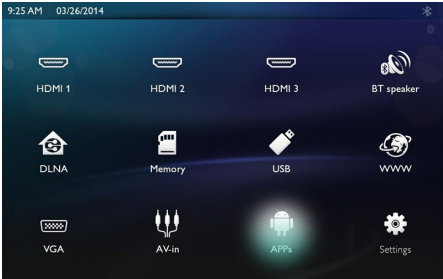 9:25 AM 03/26/2014
HDMI 1 HDMI 2 HDMI 3 BT speaker
DLNA Memory USB WWW
VGA AV-in APPs Settings